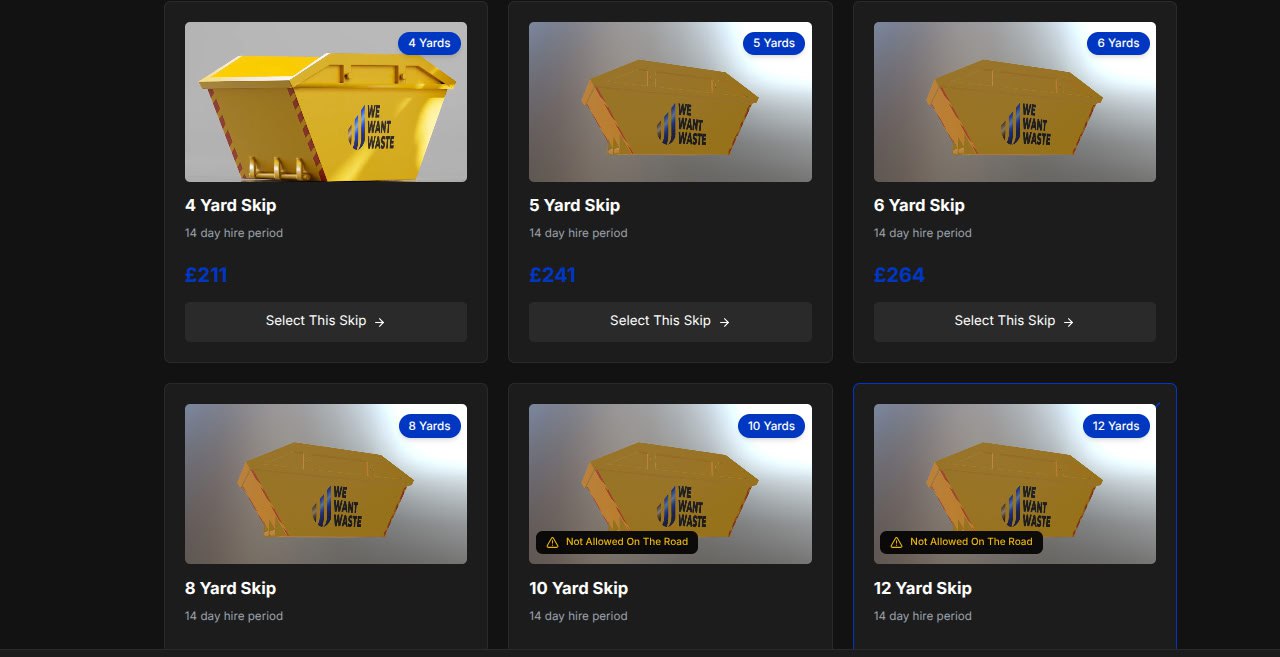 4 Yards
WE
WANT
WASTE
4 Yard Skip
14 day hire period
£211
Select This Skip →
5 Yards
WE
WANT
WASTE
5 Yard Skip
14 day hire period
£241
Select This Skip →
6 Yards
WE
WANT
WASTE
6 Yard Skip
14 day hire period
£264
Select This Skip →
8 Yards
WE
WANT
WASTE
8 Yard Skip
14 day hire period
10 Yards
WE
WANT
WASTE
Not Allowed On The Road
10 Yard Skip
14 day hire period
12 Yards
WE
WANT
WASTE
Not Allowed On The Road
12 Yard Skip
14 day hire period